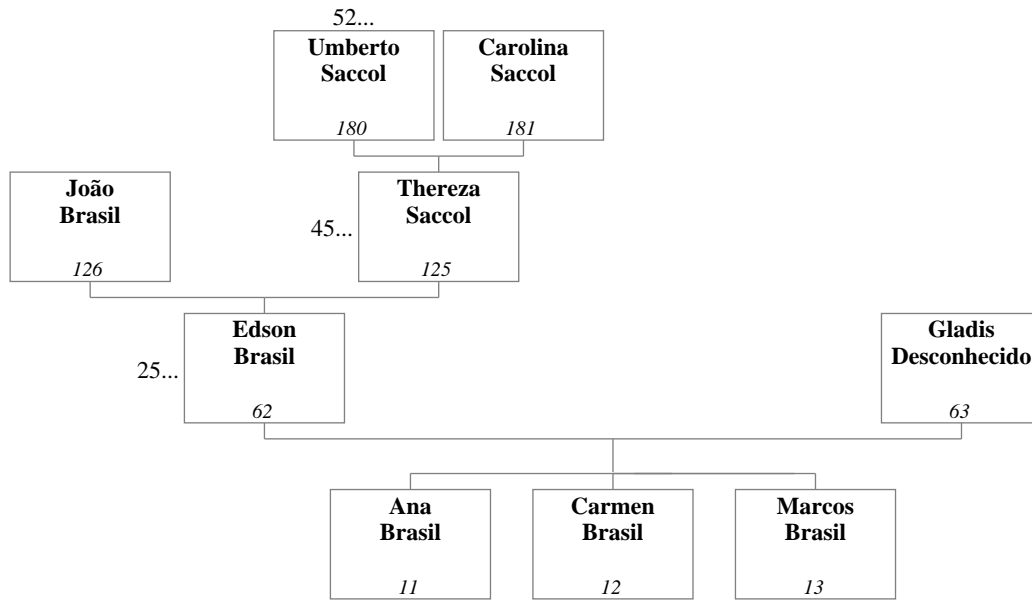 52...
Umberto
Saccol
180
Carolina
Saccol
181
João
Brasil
126
45...
Thereza
Saccol
125
25...
Edson
Brasil
62
Gladis
Desconhecido
63
Ana
Brasil
11
Carmen
Brasil
12
Marcos
Brasil
13